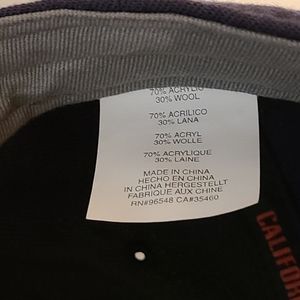 70% ACRYLIC
30% WOOL
70% ACRILICO
30% LANA
70% ACRYL
30% WOLLE
70% ACRYLIQUE
30% LAINE
MADE IN CHINA
HECHO EN CHINA
IN CHINA HERGESTELLT
FABRIQUE AUX CHINE
RN#96548 CA#35460
CALIFOR